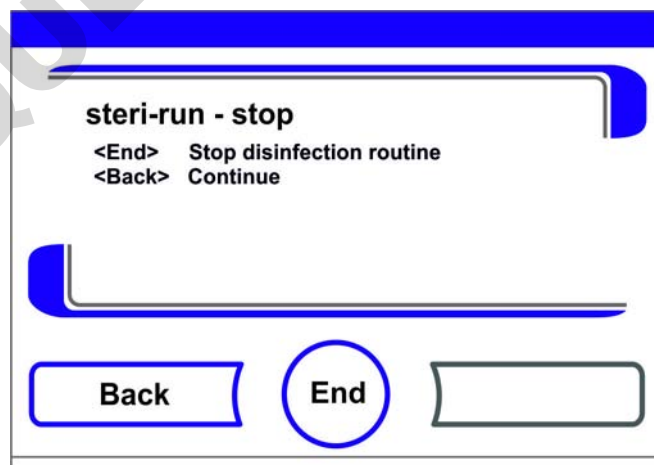 steri-run - stop
<End> Stop disinfection routine
<Back> Continue
Back
End